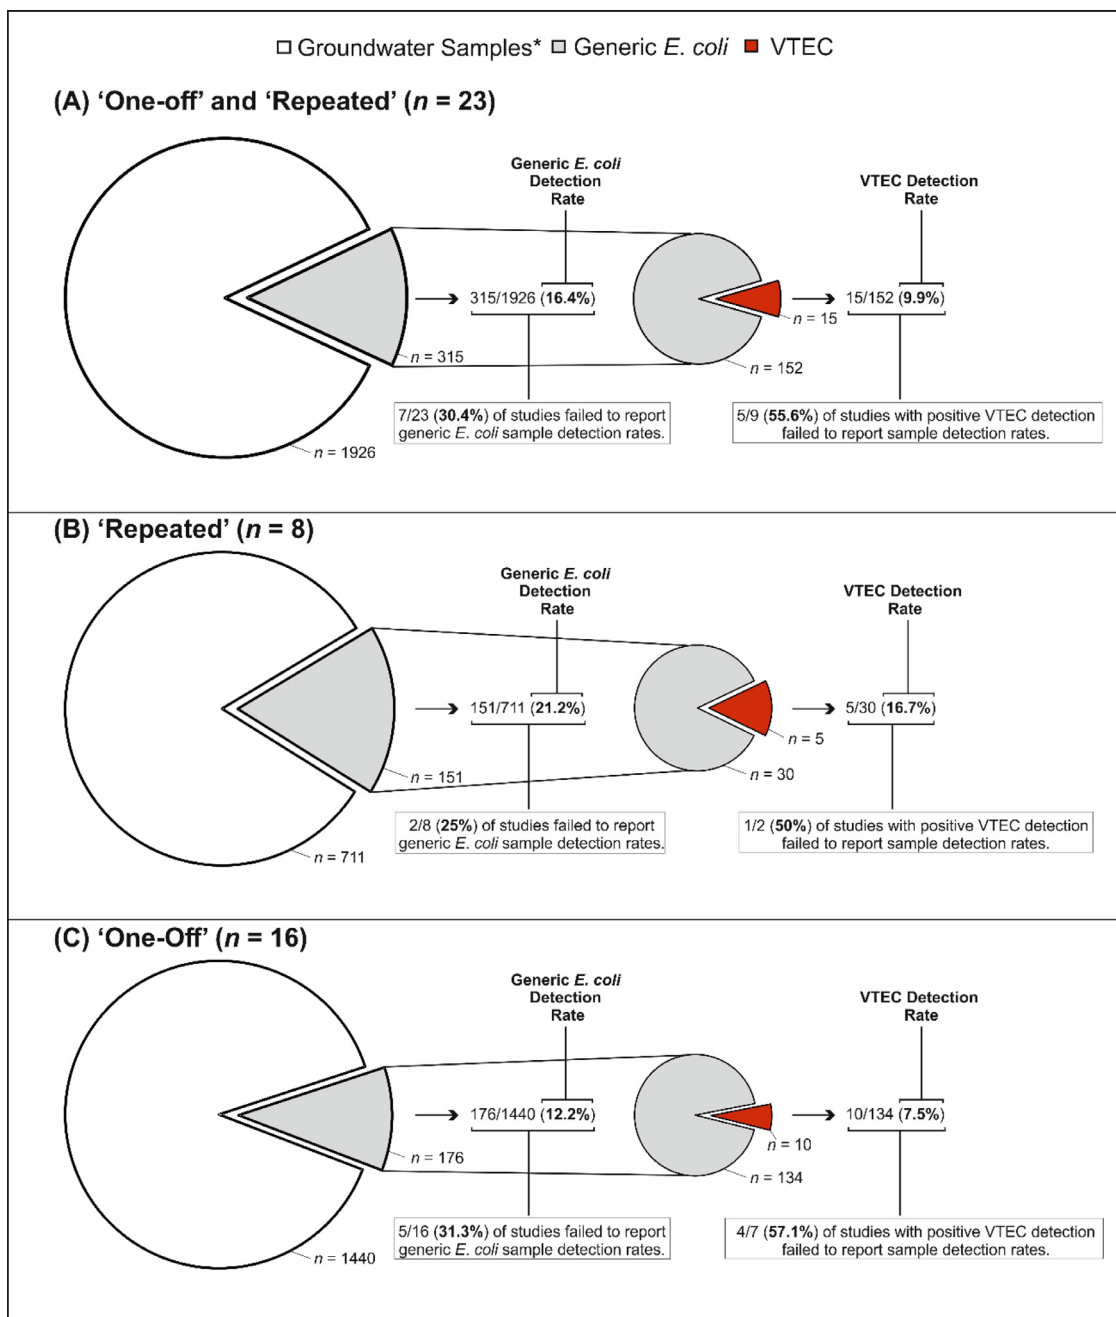 Groundwater Samples* Generic E. coli VTEC
(A) ‘One-off’ and ‘Repeated’ (n = 23)
Generic E. coli
Detection
Rate
VTEC Detection
Rate
315/1926 (16.4%)
15/152 (9.9%)
n = 15
n = 315
n = 152
7/23 (30.4%) of studies failed to report
generic E. coli sample detection rates.
5/9 (55.6%) of studies with positive VTEC detection
failed to report sample detection rates.
n = 1926
(B) ‘Repeated’ (n = 8)
Generic E. coli
Detection
Rate
VTEC Detection
Rate
151/711 (21.2%)
5/30 (16.7%)
n = 5
n = 151
n = 30
2/8 (25%) of studies failed to report
generic E. coli sample detection rates.
1/2 (50%) of studies with positive VTEC detection
failed to report sample detection rates.
n = 711
(C) ‘One-Off’ (n = 16)
Generic E. coli
Detection
Rate
VTEC Detection
Rate
176/1440 (12.2%)
10/134 (7.5%)
n = 10
n = 176
n = 134
5/16 (31.3%) of studies failed to report
generic E. coli sample detection rates.
4/7 (57.1%) of studies with positive VTEC detection
failed to report sample detection rates.
n = 1440